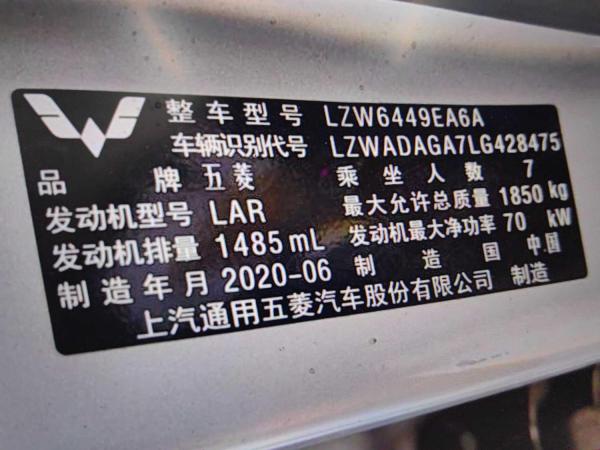 整车型号 LZW6449EA6A
车辆识别代号 LZWADAGA7LG428475
品牌 五菱 乘坐人数 7
发动机型号 LAR 最大允许总质量 1850 kg
发动机排量 1485 mL 发动机最大净功率 70 kW
制造年月 2020-06 制造国 中国
上汽通用五菱汽车股份有限公司 制造